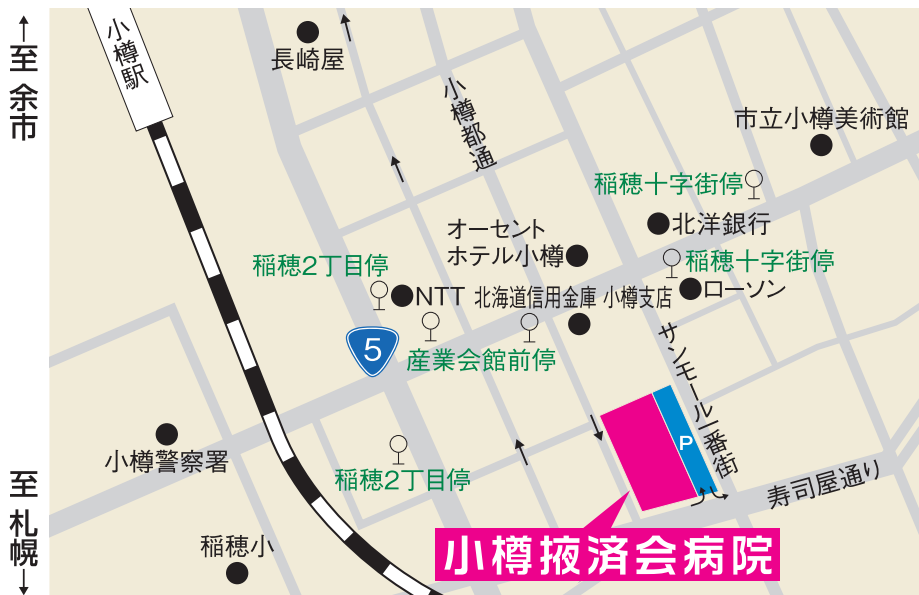 ↑至 余市
小樽駅
長崎屋
小樽都通
市立小樽美術館
稲穂十字街停
北洋銀行
オーセント
ホテル小樽
稲穂十字街停
稲穂2丁目停
NTT
北海道信用金庫 小樽支店
ローソン
5
産業会館前停
サンモール一番街
P
小樽警察署
稲穂2丁目停
寿司屋通り
至 札幌↓
稲穂小
小樽掖済会病院